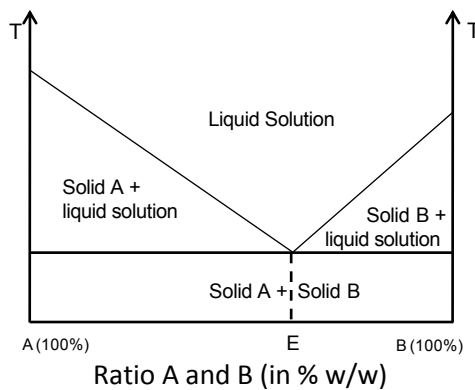 T
T
Liquid Solution
Solid A +
liquid solution
Solid B +
liquid solution
Solid A + Solid B
A (100%)
E
B (100%)
Ratio A and B (in % w/w)